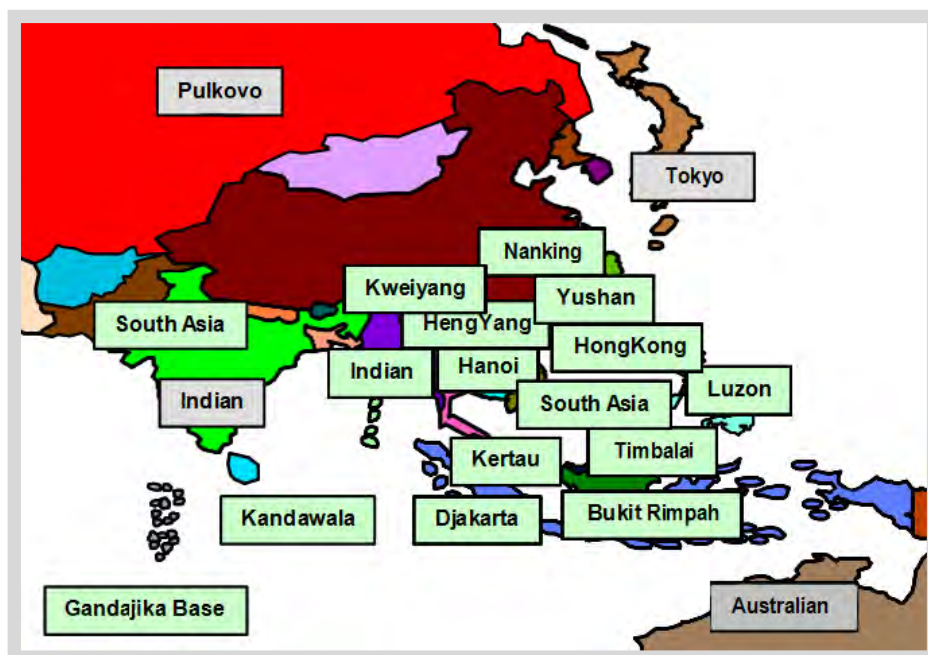 Pulkovo
Tokyo
Nanking
Kweiyang
Yushan
South Asia
HengYang
HongKong
Indian
Hanoi
Luzon
Indian
South Asia
Kertau
Timbalai
Kandawala
Djakarta
Bukit Rimpah
Gandajika Base
Australian